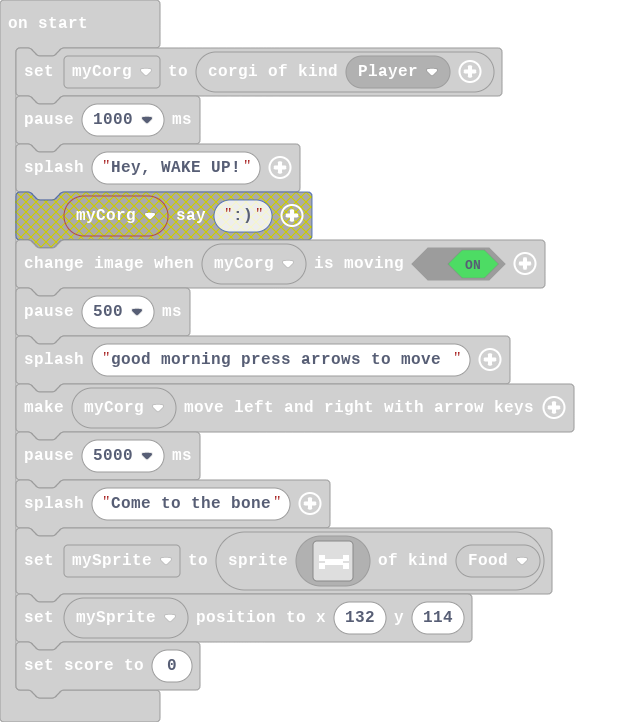 on start
set myCorg to corgi of kind Player
pause 1000 ms
splash "Hey, WAKE UP!"
myCorg say ":)"
change image when myCorg is moving ON
pause 500 ms
splash "good morning press arrows to move "
make myCorg move left and right with arrow keys
pause 5000 ms
splash "Come to the bone"
set mySprite to sprite of kind Food
set mySprite position to x 132 y 114
set score to 0